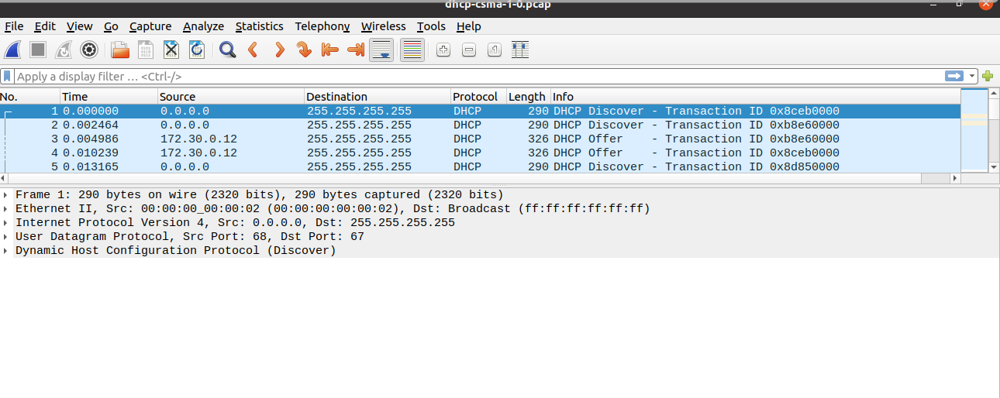 dhcp-csma-1-0.pcap
File Edit View Go Capture Analyze Statistics Telephony Wireless Tools Help
Apply a display filter … <Ctrl-/>
No. Time Source Destination Protocol Length Info
1 0.000000 0.0.0.0 255.255.255.255 DHCP 290 DHCP Discover - Transaction ID 0x8ceb0000
2 0.002464 0.0.0.0 255.255.255.255 DHCP 290 DHCP Discover - Transaction ID 0xb8e60000
3 0.004986 172.30.0.12 255.255.255.255 DHCP 326 DHCP Offer - Transaction ID 0xb8e60000
4 0.010239 172.30.0.12 255.255.255.255 DHCP 326 DHCP Offer - Transaction ID 0x8ceb0000
5 0.013165 0.0.0.0 255.255.255.255 DHCP 290 DHCP Discover - Transaction ID 0x8d850000
Frame 1: 290 bytes on wire (2320 bits), 290 bytes captured (2320 bits)
Ethernet II, Src: 00:00:00_00:00:02 (00:00:00:00:00:02), Dst: Broadcast (ff:ff:ff:ff:ff:ff)
Internet Protocol Version 4, Src: 0.0.0.0, Dst: 255.255.255.255
User Datagram Protocol, Src Port: 68, Dst Port: 67
Dynamic Host Configuration Protocol (Discover)